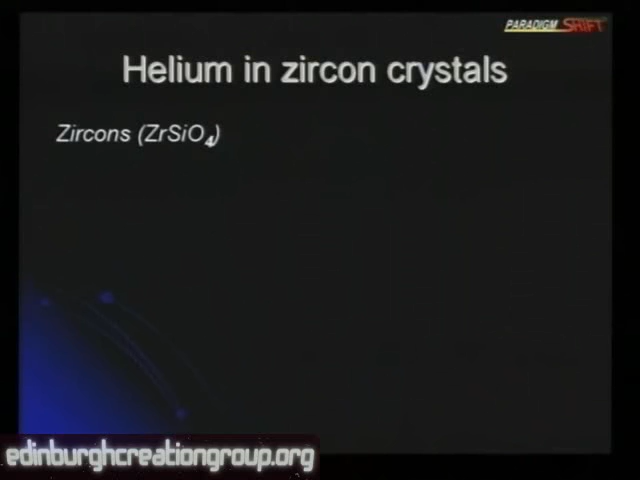 PARADIGM SHIFT
Helium in zircon crystals
Zircons (ZrSiO4)
edinburghcreationgroup.org